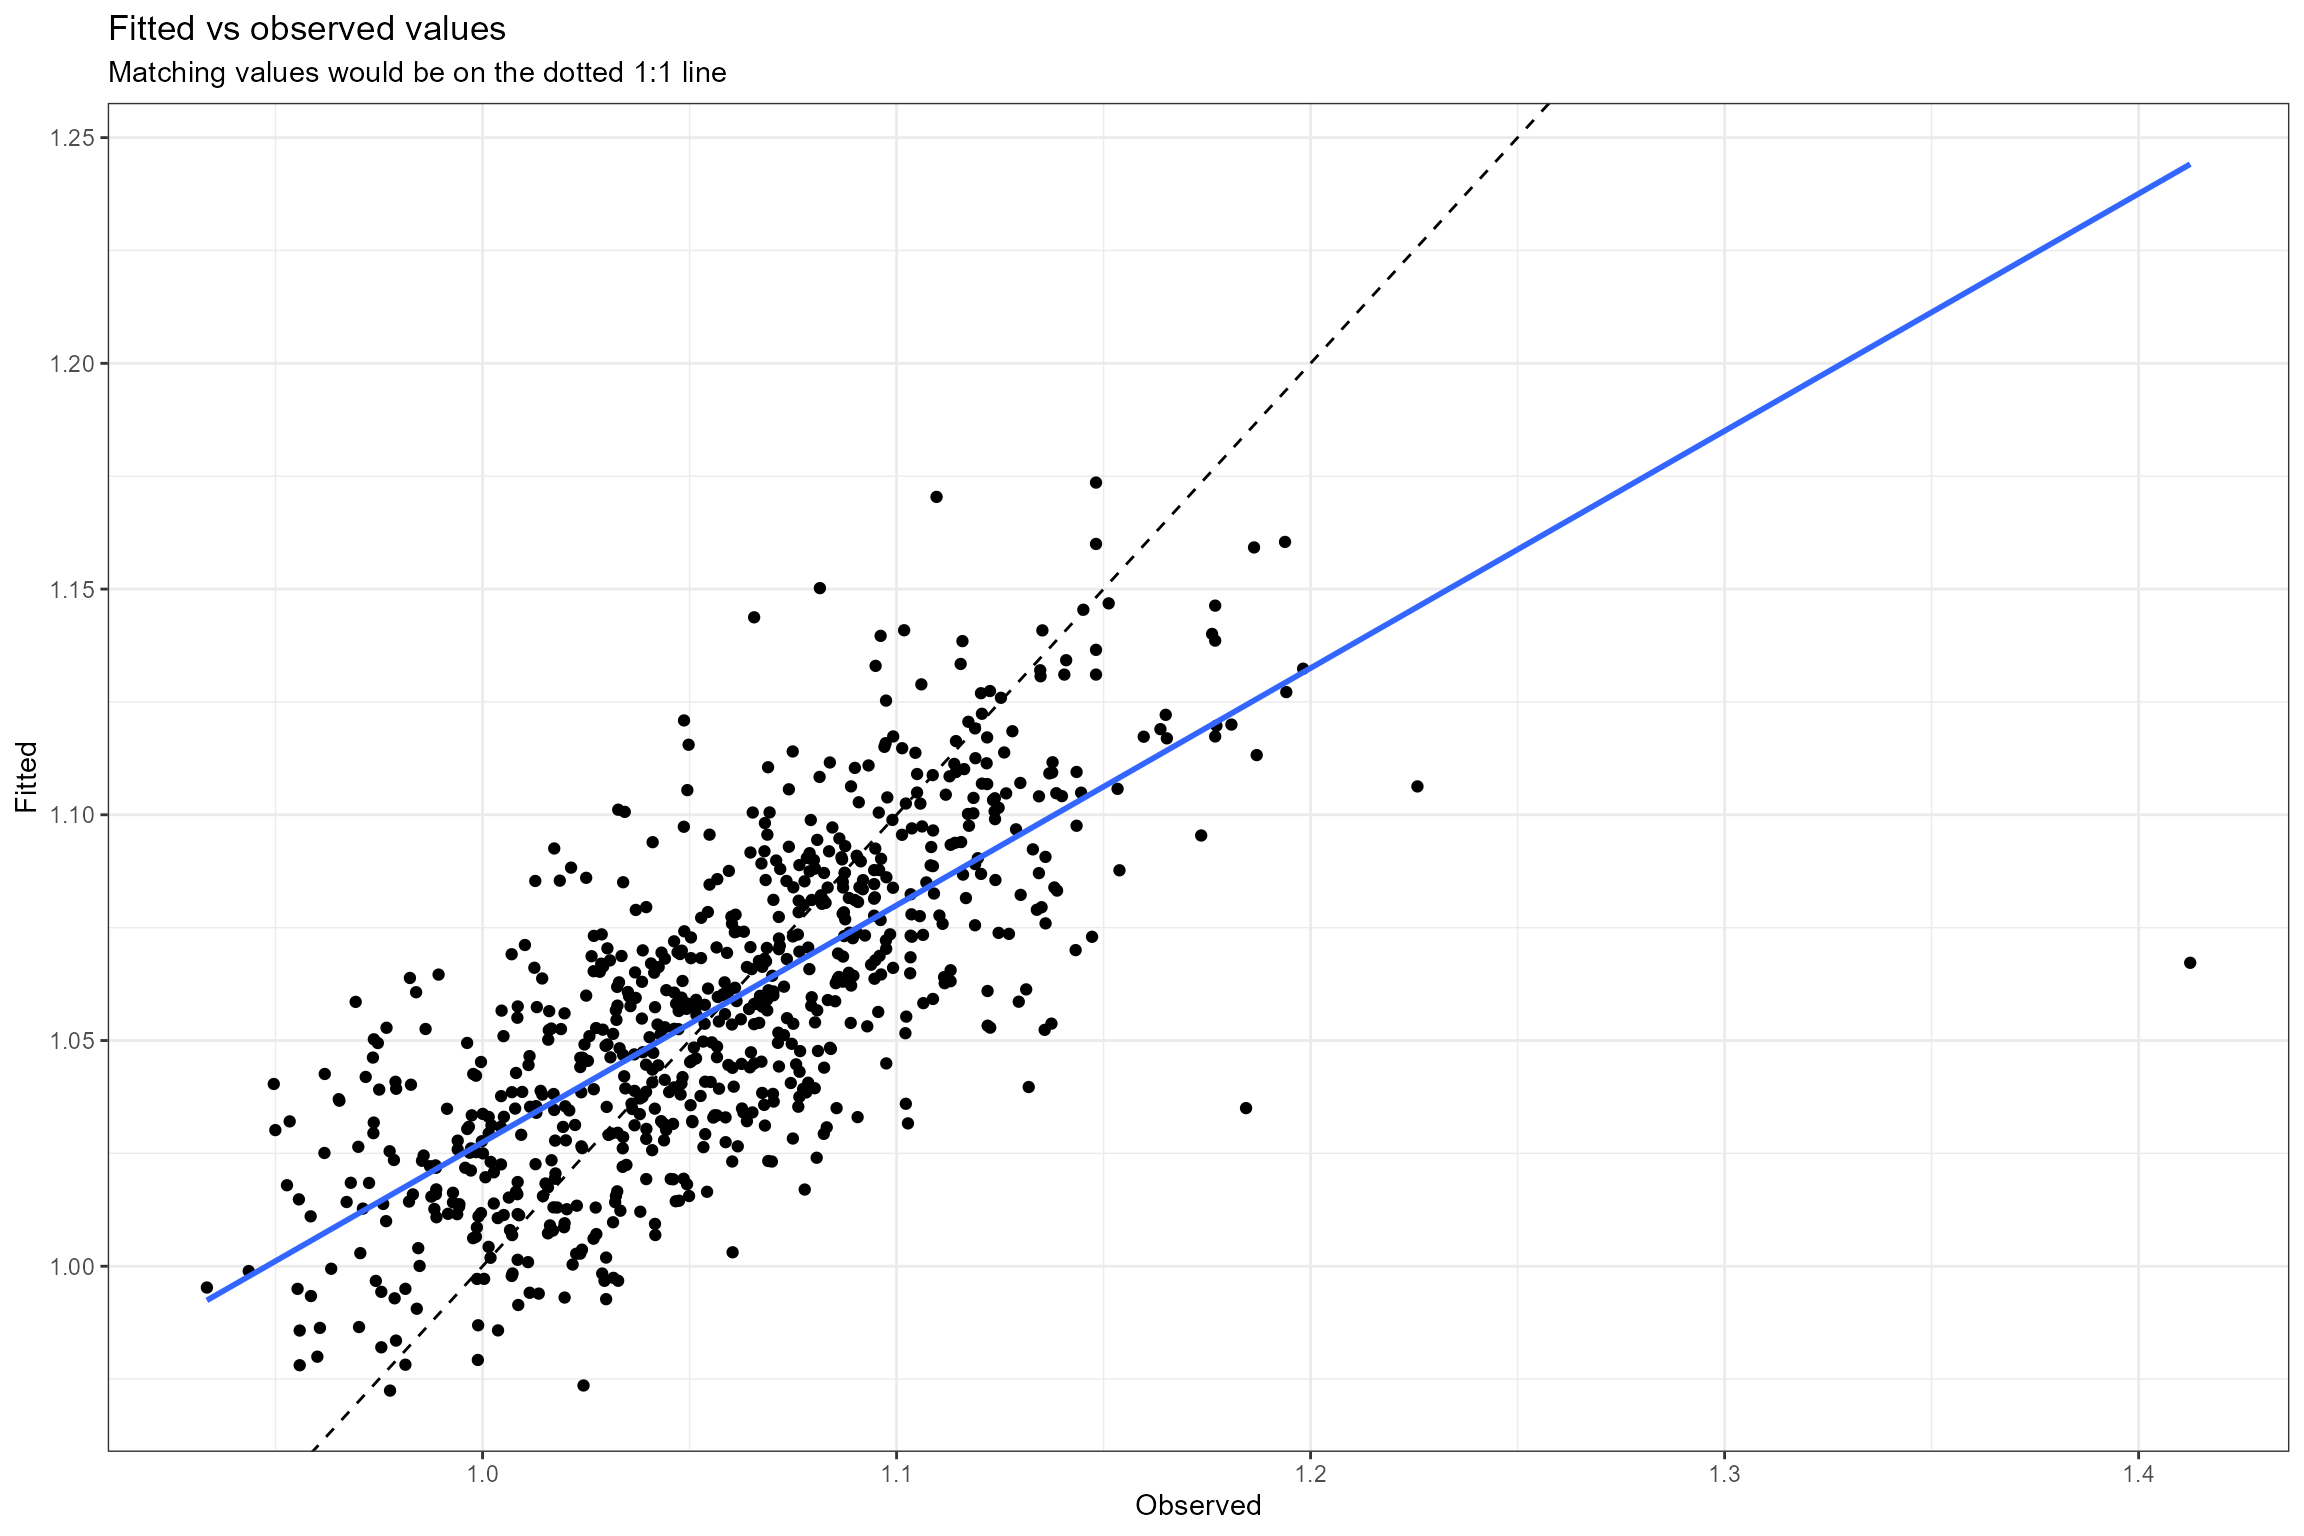 Fitted vs observed values
Matching values would be on the dotted 1:1 line
1.25
1.20
1.15
1.10
1.05
1.00
Fitted
1.0 1.1 1.2 1.3 1.4
Observed